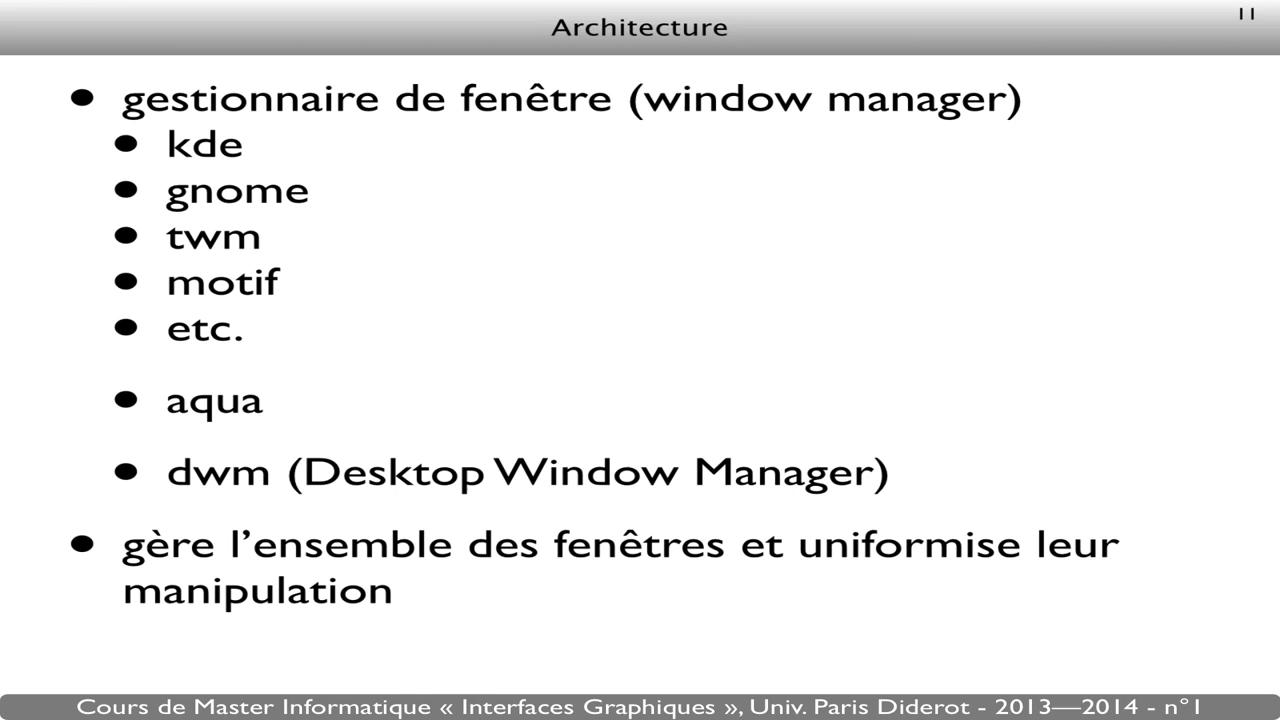 Architecture
11
• gestionnaire de fenêtre (window manager)
• kde
• gnome
• twm
• motif
• etc.
• aqua
• dwm (Desktop Window Manager)
• gère l’ensemble des fenêtres et uniformise leur
manipulation
Cours de Master Informatique « Interfaces Graphiques », Univ. Paris Diderot - 2013—2014 - n°1